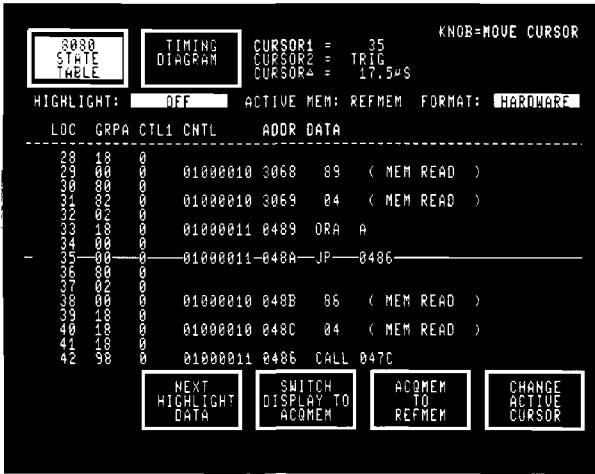 KNOB=MOVE CURSOR
8080 STATE TABLE
TIMING DIAGRAM
CURSOR1 = 35
CURSOR2 = TRIG
CURSOR△ = 17.5µS
HIGHLIGHT: OFF ACTIVE MEM: REFMEM FORMAT: HARDWARE
LOC GRPA CTL1 CNTL ADDR DATA
28 18 0
29 00 0 01000010 3068 89 ( MEM READ )
30 80 0
31 82 0 01000010 3069 04 ( MEM READ )
32 02 0
33 18 0 01000011 0489 ORA A
34 00 0
35 00 0 01000011 048A JP 0486
36 80 0
37 02 0
38 00 0 01000010 048B 86 ( MEM READ )
39 18 0
40 18 0 01000010 048C 04 ( MEM READ )
41 18 0
42 98 0 01000011 0486 CALL 047C
NEXT HIGHLIGHT DATA
SWITCH DISPLAY TO ACQMEM
ACQMEM TO REFMEM
CHANGE ACTIVE CURSOR